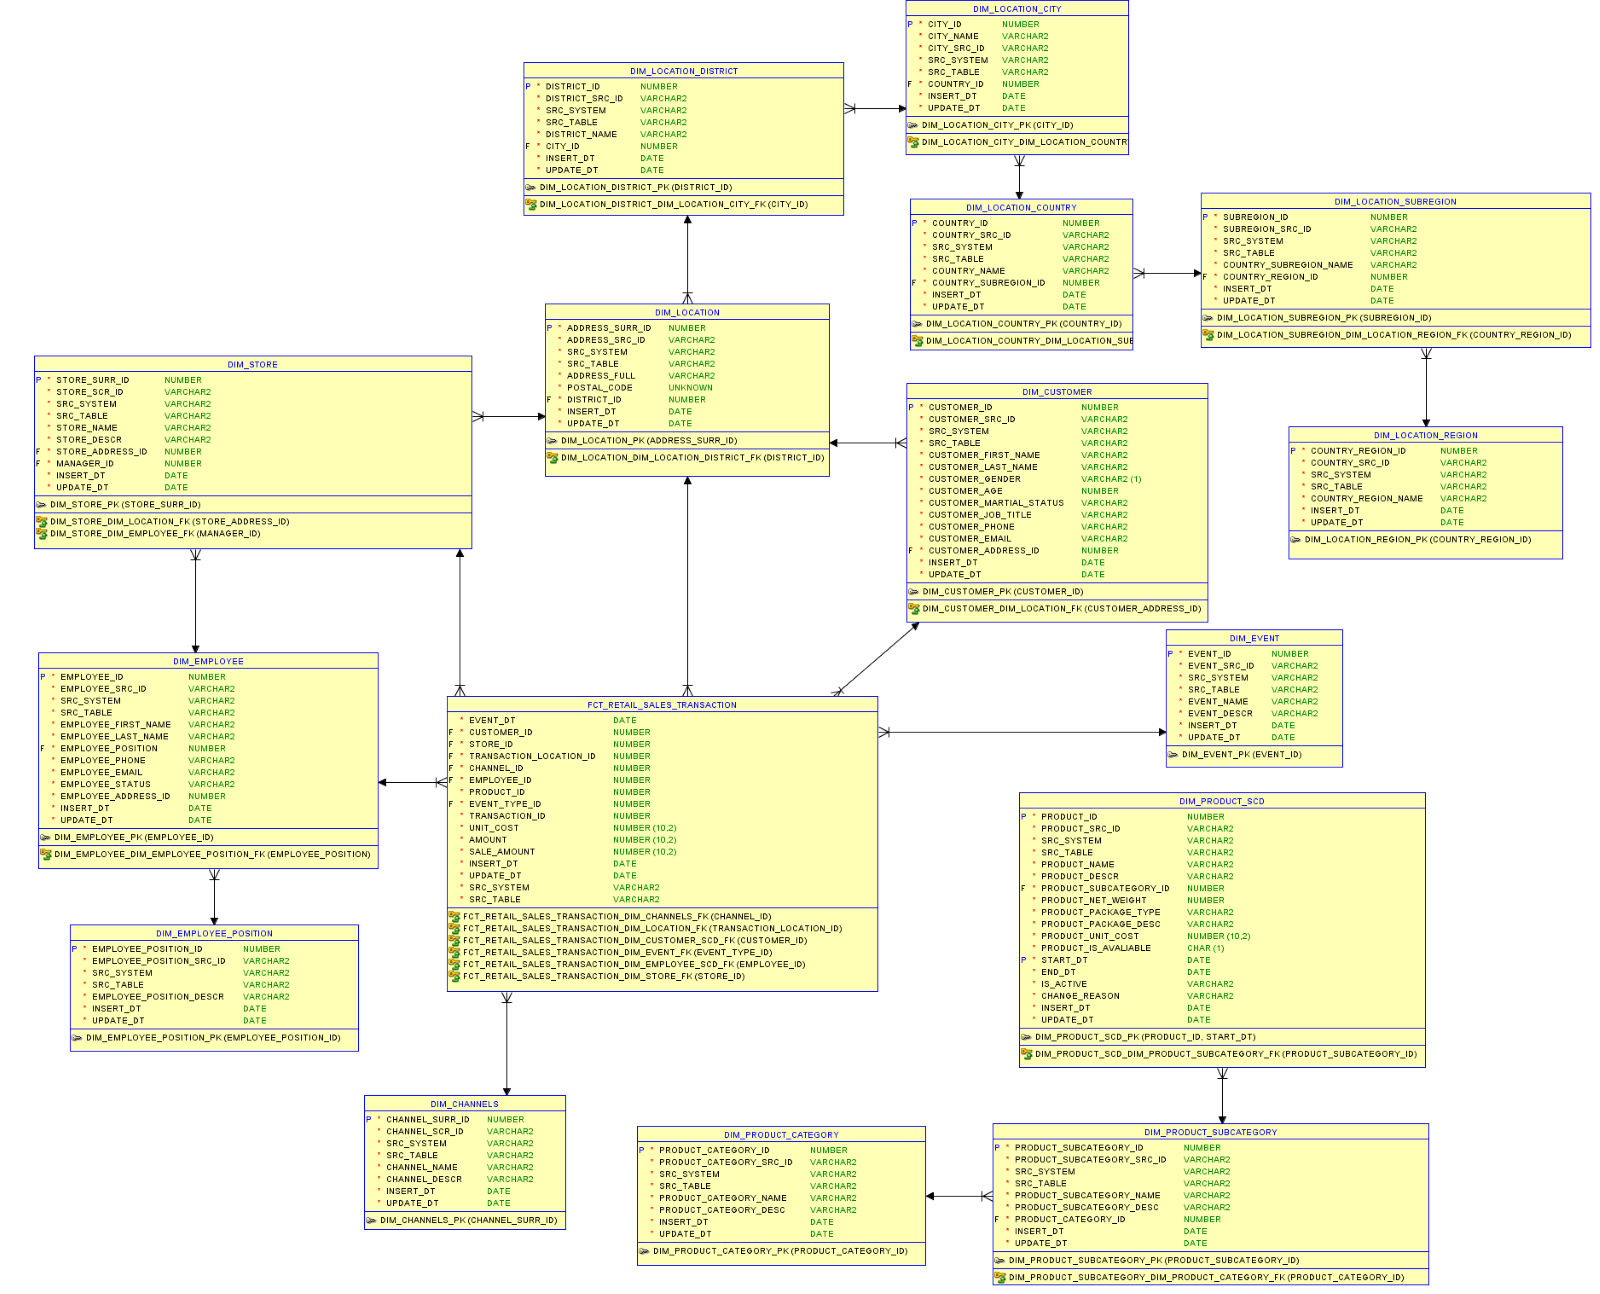 DIM_LOCATION_CITY
P * CITY_ID NUMBER
* CITY_NAME VARCHAR2
* CITY_SRC_ID VARCHAR2
* SRC_SYSTEM VARCHAR2
* SRC_TABLE VARCHAR2
F * COUNTRY_ID NUMBER
* INSERT_DT DATE
* UPDATE_DT DATE
DIM_LOCATION_CITY_PK (CITY_ID)
DIM_LOCATION_CITY_DIM_LOCATION_COUNTR
DIM_LOCATION_DISTRICT
P * DISTRICT_ID NUMBER
* DISTRICT_SRC_ID VARCHAR2
* SRC_SYSTEM VARCHAR2
* SRC_TABLE VARCHAR2
* DISTRICT_NAME VARCHAR2
F * CITY_ID NUMBER
* INSERT_DT DATE
* UPDATE_DT DATE
DIM_LOCATION_DISTRICT_PK (DISTRICT_ID)
DIM_LOCATION_DISTRICT_DIM_LOCATION_CITY_FK (CITY_ID)
DIM_LOCATION_COUNTRY
P * COUNTRY_ID NUMBER
* COUNTRY_SRC_ID VARCHAR2
* SRC_SYSTEM VARCHAR2
* SRC_TABLE VARCHAR2
* COUNTRY_NAME VARCHAR2
F * COUNTRY_SUBREGION_ID NUMBER
* INSERT_DT DATE
* UPDATE_DT DATE
DIM_LOCATION_COUNTRY_PK (COUNTRY_ID)
DIM_LOCATION_COUNTRY_DIM_LOCATION_SUE
DIM_LOCATION_SUBREGION
P * SUBREGION_ID NUMBER
* SUBREGION_SRC_ID VARCHAR2
* SRC_SYSTEM VARCHAR2
* SRC_TABLE VARCHAR2
* COUNTRY_SUBREGION_NAME VARCHAR2
F * COUNTRY_REGION_ID NUMBER
* INSERT_DT DATE
* UPDATE_DT DATE
DIM_LOCATION_SUBREGION_PK (SUBREGION_ID)
DIM_LOCATION_SUBREGION_DIM_LOCATION_REGION_FK (COUNTRY_REGION_ID)
DIM_LOCATION
P * ADDRESS_SURR_ID NUMBER
* ADDRESS_SRC_ID VARCHAR2
* SRC_SYSTEM VARCHAR2
* SRC_TABLE VARCHAR2
* ADDRESS_FULL VARCHAR2
* POSTAL_CODE UNKNOWN
F * DISTRICT_ID NUMBER
* INSERT_DT DATE
* UPDATE_DT DATE
DIM_LOCATION_PK (ADDRESS_SURR_ID)
DIM_LOCATION_DIM_LOCATION_DISTRICT_FK (DISTRICT_ID)
DIM_STORE
P * STORE_SURR_ID NUMBER
* STORE_SCR_ID VARCHAR2
* SRC_SYSTEM VARCHAR2
* SRC_TABLE VARCHAR2
* STORE_NAME VARCHAR2
* STORE_DESCR VARCHAR2
F * STORE_ADDRESS_ID NUMBER
F * MANAGER_ID NUMBER
* INSERT_DT DATE
* UPDATE_DT DATE
DIM_STORE_PK (STORE_SURR_ID)
DIM_STORE_DIM_LOCATION_FK (STORE_ADDRESS_ID)
DIM_STORE_DIM_EMPLOYEE_FK (MANAGER_ID)
DIM_CUSTOMER
P * CUSTOMER_ID NUMBER
* CUSTOMER_SRC_ID VARCHAR2
* SRC_SYSTEM VARCHAR2
* SRC_TABLE VARCHAR2
* CUSTOMER_FIRST_NAME VARCHAR2
* CUSTOMER_LAST_NAME VARCHAR2
* CUSTOMER_GENDER VARCHAR2 (1)
* CUSTOMER_AGE NUMBER
* CUSTOMER_MARTIAL_STATUS VARCHAR2
* CUSTOMER_JOB_TITLE VARCHAR2
* CUSTOMER_PHONE VARCHAR2
* CUSTOMER_EMAIL VARCHAR2
F * CUSTOMER_ADDRESS_ID NUMBER
* INSERT_DT DATE
* UPDATE_DT DATE
DIM_CUSTOMER_PK (CUSTOMER_ID)
DIM_CUSTOMER_DIM_LOCATION_FK (CUSTOMER_ADDRESS_ID)
DIM_LOCATION_REGION
P * COUNTRY_REGION_ID NUMBER
* COUNTRY_SRC_ID VARCHAR2
* SRC_SYSTEM VARCHAR2
* SRC_TABLE VARCHAR2
* COUNTRY_REGION_NAME VARCHAR2
* INSERT_DT DATE
* UPDATE_DT DATE
DIM_LOCATION_REGION_PK (COUNTRY_REGION_ID)
DIM_EVENT
P * EVENT_ID NUMBER
* EVENT_SRC_ID VARCHAR2
* SRC_SYSTEM VARCHAR2
* SRC_TABLE VARCHAR2
* EVENT_NAME VARCHAR2
* EVENT_DESCR VARCHAR2
* INSERT_DT DATE
* UPDATE_DT DATE
DIM_EVENT_PK (EVENT_ID)
DIM_EMPLOYEE
P * EMPLOYEE_ID NUMBER
* EMPLOYEE_SRC_ID VARCHAR2
* SRC_SYSTEM VARCHAR2
* SRC_TABLE VARCHAR2
* EMPLOYEE_FIRST_NAME VARCHAR2
* EMPLOYEE_LAST_NAME VARCHAR2
F * EMPLOYEE_POSITION NUMBER
* EMPLOYEE_PHONE VARCHAR2
* EMPLOYEE_EMAIL VARCHAR2
* EMPLOYEE_STATUS VARCHAR2
* EMPLOYEE_ADDRESS_ID NUMBER
* INSERT_DT DATE
* UPDATE_DT DATE
DIM_EMPLOYEE_PK (EMPLOYEE_ID)
DIM_EMPLOYEE_DIM_EMPLOYEE_POSITION_FK (EMPLOYEE_POSITION)
FCT_RETAIL_SALES_TRANSACTION
* EVENT_DT DATE
F * CUSTOMER_ID NUMBER
F * STORE_ID NUMBER
F * TRANSACTION_LOCATION_ID NUMBER
F * CHANNEL_ID NUMBER
F * EMPLOYEE_ID NUMBER
* PRODUCT_ID NUMBER
F * EVENT_TYPE_ID NUMBER
* TRANSACTION_ID NUMBER
* UNIT_COST NUMBER (10,2)
* AMOUNT NUMBER (10,2)
* SALE_AMOUNT NUMBER (10,2)
* INSERT_DT DATE
* UPDATE_DT DATE
* SRC_SYSTEM VARCHAR2
* SRC_TABLE VARCHAR2
FCT_RETAIL_SALES_TRANSACTION_DIM_CHANNELS_FK (CHANNEL_ID)
FCT_RETAIL_SALES_TRANSACTION_DIM_LOCATION_FK (TRANSACTION_LOCATION_ID)
FCT_RETAIL_SALES_TRANSACTION_DIM_CUSTOMER_SCD_FK (CUSTOMER_ID)
FCT_RETAIL_SALES_TRANSACTION_DIM_EVENT_FK (EVENT_TYPE_ID)
FCT_RETAIL_SALES_TRANSACTION_DIM_EMPLOYEE_SCD_FK (EMPLOYEE_ID)
FCT_RETAIL_SALES_TRANSACTION_DIM_STORE_FK (STORE_ID)
DIM_PRODUCT_SCD
P * PRODUCT_ID NUMBER
* PRODUCT_SRC_ID VARCHAR2
* SRC_SYSTEM VARCHAR2
* SRC_TABLE VARCHAR2
* PRODUCT_NAME VARCHAR2
* PRODUCT_DESCR VARCHAR2
F * PRODUCT_SUBCATEGORY_ID NUMBER
* PRODUCT_NET_WEIGHT NUMBER
* PRODUCT_PACKAGE_TYPE VARCHAR2
* PRODUCT_PACKAGE_DESC VARCHAR2
* PRODUCT_UNIT_COST NUMBER (10,2)
* PRODUCT_IS_AVALIABLE CHAR (1)
P * START_DT DATE
* END_DT DATE
* IS_ACTIVE VARCHAR2
* CHANGE_REASON VARCHAR2
* INSERT_DT DATE
* UPDATE_DT DATE
DIM_PRODUCT_SCD_PK (PRODUCT_ID, START_DT)
DIM_PRODUCT_SCD_DIM_PRODUCT_SUBCATEGORY_FK (PRODUCT_SUBCATEGORY_ID)
DIM_EMPLOYEE_POSITION
P * EMPLOYEE_POSITION_ID NUMBER
* EMPLOYEE_POSITION_SRC_ID VARCHAR2
* SRC_SYSTEM VARCHAR2
* SRC_TABLE VARCHAR2
* EMPLOYEE_POSITION_DESCR VARCHAR2
* INSERT_DT DATE
* UPDATE_DT DATE
DIM_EMPLOYEE_POSITION_PK (EMPLOYEE_POSITION_ID)
DIM_CHANNELS
P * CHANNEL_SURR_ID NUMBER
* CHANNEL_SCR_ID VARCHAR2
* SRC_SYSTEM VARCHAR2
* SRC_TABLE VARCHAR2
* CHANNEL_NAME VARCHAR2
* CHANNEL_DESCR VARCHAR2
* INSERT_DT DATE
* UPDATE_DT DATE
DIM_CHANNELS_PK (CHANNEL_SURR_ID)
DIM_PRODUCT_CATEGORY
P * PRODUCT_CATEGORY_ID NUMBER
* PRODUCT_CATEGORY_SRC_ID VARCHAR2
* SRC_SYSTEM VARCHAR2
* SRC_TABLE VARCHAR2
* PRODUCT_CATEGORY_NAME VARCHAR2
* PRODUCT_CATEGORY_DESC VARCHAR2
* INSERT_DT DATE
* UPDATE_DT DATE
DIM_PRODUCT_CATEGORY_PK (PRODUCT_CATEGORY_ID)
DIM_PRODUCT_SUBCATEGORY
P * PRODUCT_SUBCATEGORY_ID NUMBER
* PRODUCT_SUBCATEGORY_SRC_ID VARCHAR2
* SRC_SYSTEM VARCHAR2
* SRC_TABLE VARCHAR2
* PRODUCT_SUBCATEGORY_NAME VARCHAR2
* PRODUCT_SUBCATEGORY_DESC VARCHAR2
F * PRODUCT_CATEGORY_ID NUMBER
* INSERT_DT DATE
* UPDATE_DT DATE
DIM_PRODUCT_SUBCATEGORY_PK (PRODUCT_SUBCATEGORY_ID)
DIM_PRODUCT_SUBCATEGORY_DIM_PRODUCT_CATEGORY_FK (PRODUCT_CATEGORY_ID)